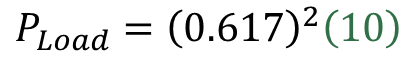 P_Load = (0.617)²(10)